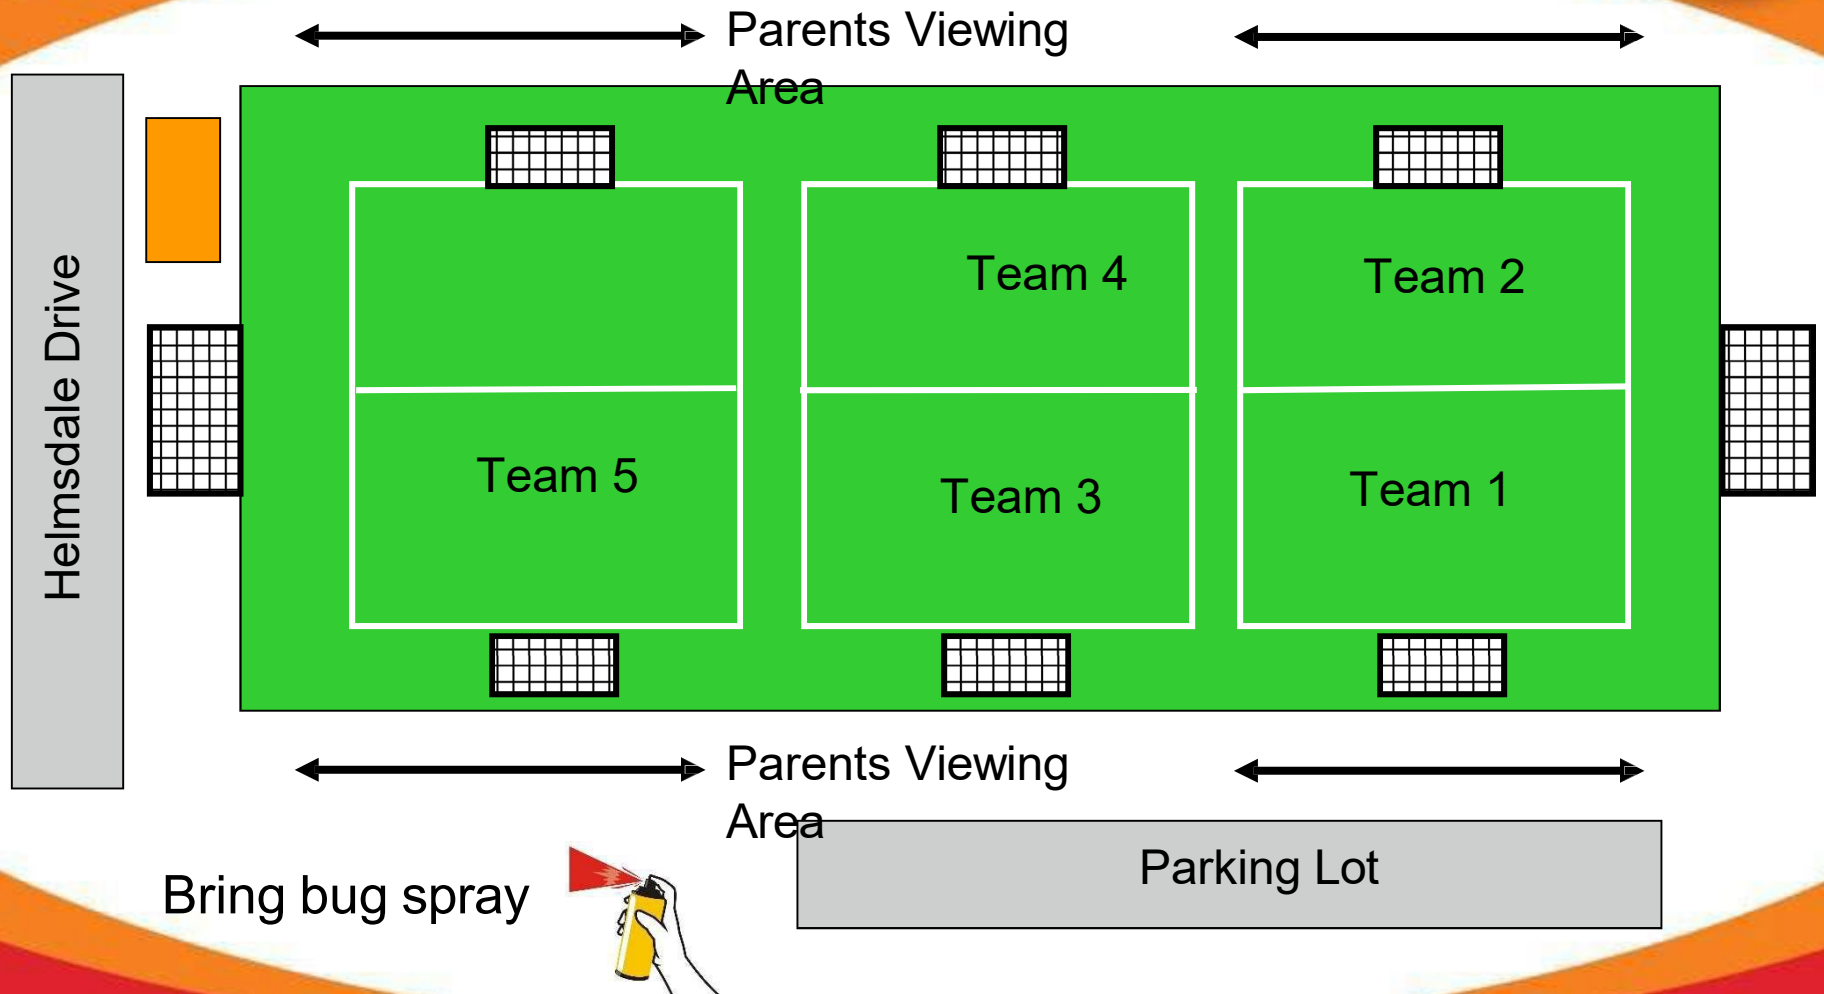 Parents Viewing
Area
Helmsdale Drive
Team 4
Team 2
Team 5
Team 3
Team 1
Parents Viewing
Area
Parking Lot
Bring bug spray